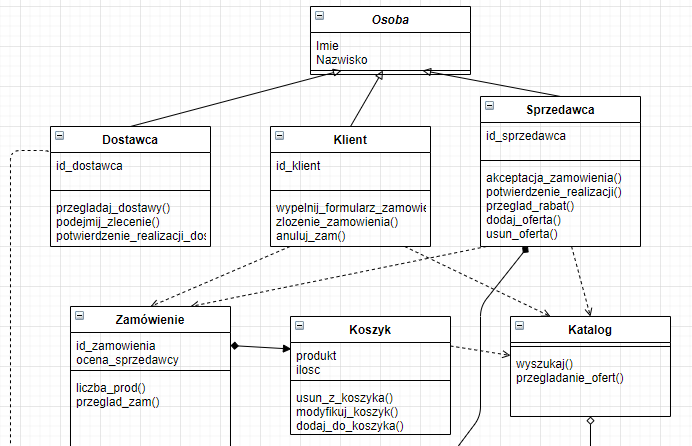 Osoba
Imie
Nazwisko
Dostawca
id_dostawca
przegladaj_dostawy()
podejmij_zlecenie()
potwierdzenie_realizacji_dos
Klient
id_klient
wypelnij_formularz_zamowie
zlozenie_zamowienia()
anuluj_zam()
Sprzedawca
id_sprzedawca
akceptacja_zamowienia()
potwierdzenie_realizacji()
przeglad_rabat()
dodaj_oferta()
usun_oferta()
Zamówienie
id_zamowienia
ocena_sprzedawcy
liczba_prod()
przeglad_zam()
Koszyk
produkt
ilosc
usun_z_koszyka()
modyfikuj_koszyk()
dodaj_do_koszyka()
Katalog
wyszukaj()
przegladanie_ofert()